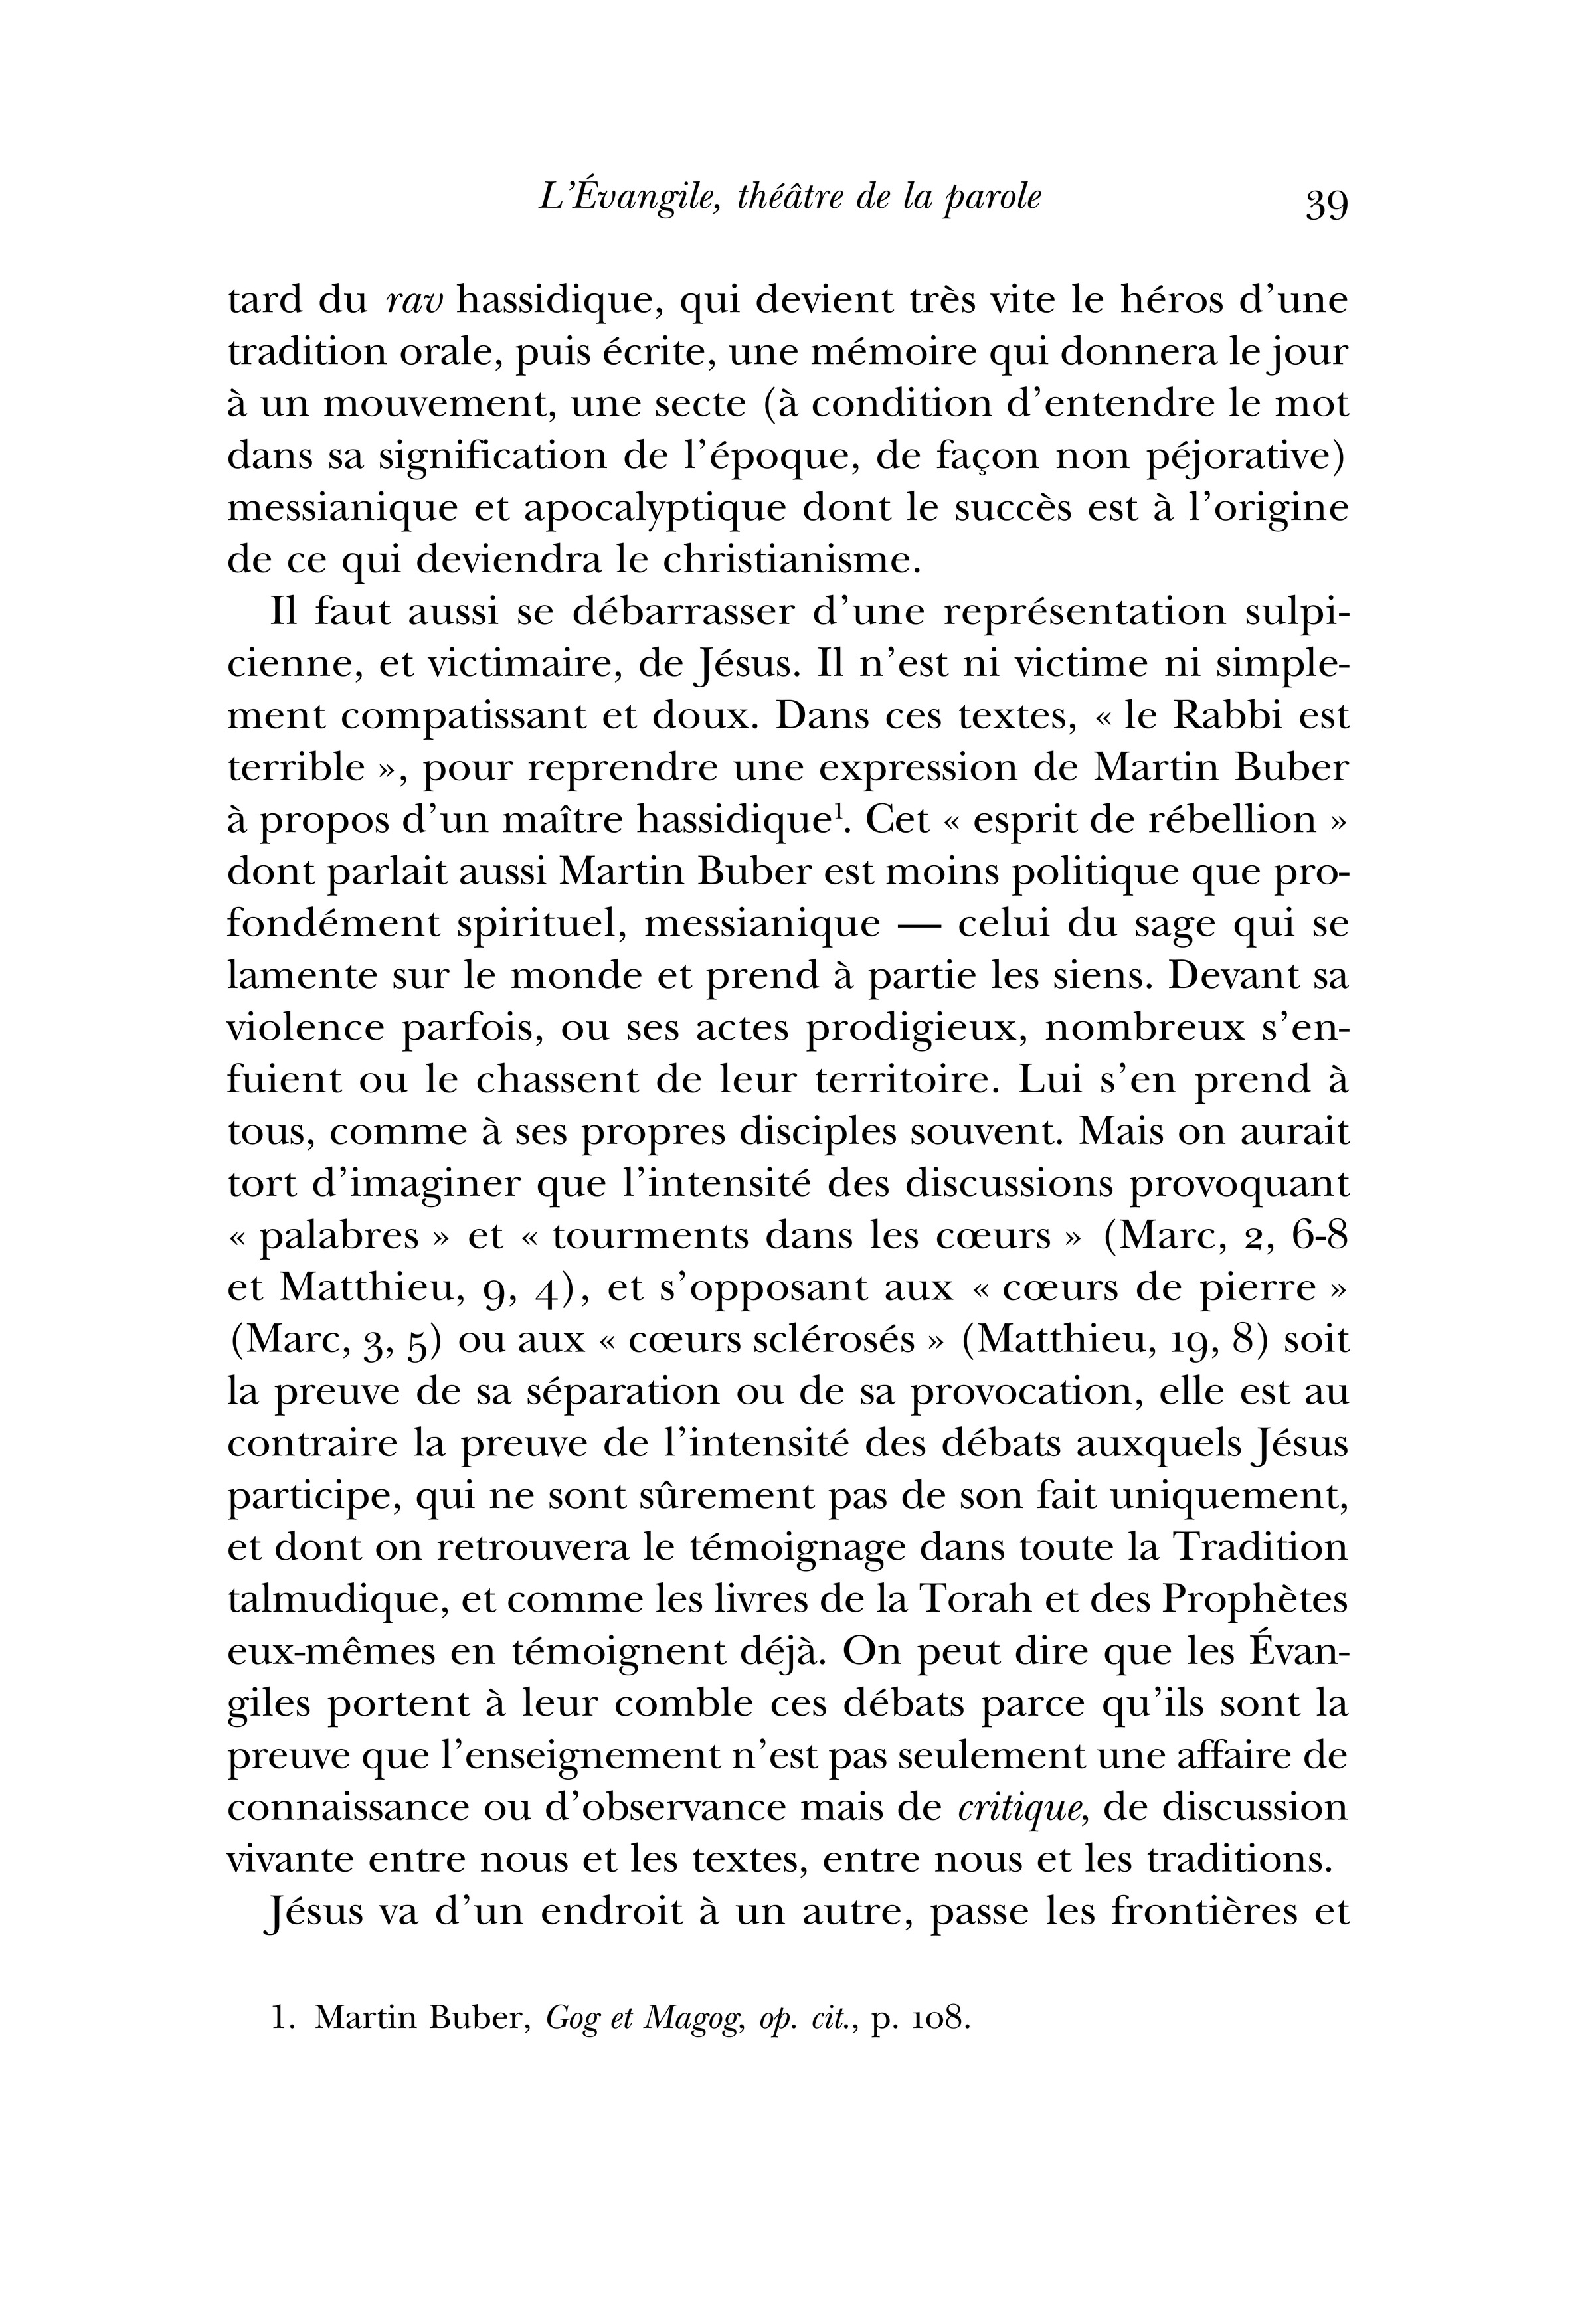 L’Évangile, théâtre de la parole 39
tard du rav hassidique, qui devient très vite le héros d’une
tradition orale, puis écrite, une mémoire qui donnera le jour
à un mouvement, une secte (à condition d’entendre le mot
dans sa signification de l’époque, de façon non péjorative)
messianique et apocalyptique dont le succès est à l’origine
de ce qui deviendra le christianisme.
Il faut aussi se débarrasser d’une représentation sulpi-
cienne, et victimaire, de Jésus. Il n’est ni victime ni simple-
ment compatissant et doux. Dans ces textes, « le Rabbi est
terrible », pour reprendre une expression de Martin Buber
à propos d’un maître hassidique¹. Cet « esprit de rébellion »
dont parlait aussi Martin Buber est moins politique que pro-
fondément spirituel, messianique — celui du sage qui se
lamente sur le monde et prend à partie les siens. Devant sa
violence parfois, ou ses actes prodigieux, nombreux s’en-
fuient ou le chassent de leur territoire. Lui s’en prend à
tous, comme à ses propres disciples souvent. Mais on aurait
tort d’imaginer que l’intensité des discussions provoquant
« palabres » et « tourments dans les cœurs » (Marc, 2, 6-8
et Matthieu, 9, 4), et s’opposant aux « cœurs de pierre »
(Marc, 3, 5) ou aux « cœurs sclérosés » (Matthieu, 19, 8) soit
la preuve de sa séparation ou de sa provocation, elle est au
contraire la preuve de l’intensité des débats auxquels Jésus
participe, qui ne sont sûrement pas de son fait uniquement,
et dont on retrouvera le témoignage dans toute la Tradition
talmudique, et comme les livres de la Torah et des Prophètes
eux-mêmes en témoignent déjà. On peut dire que les Évan-
giles portent à leur comble ces débats parce qu’ils sont la
preuve que l’enseignement n’est pas seulement une affaire de
connaissance ou d’observance mais de critique, de discussion
vivante entre nous et les textes, entre nous et les traditions.
Jésus va d’un endroit à un autre, passe les frontières et
1. Martin Buber, Gog et Magog, op. cit., p. 108.